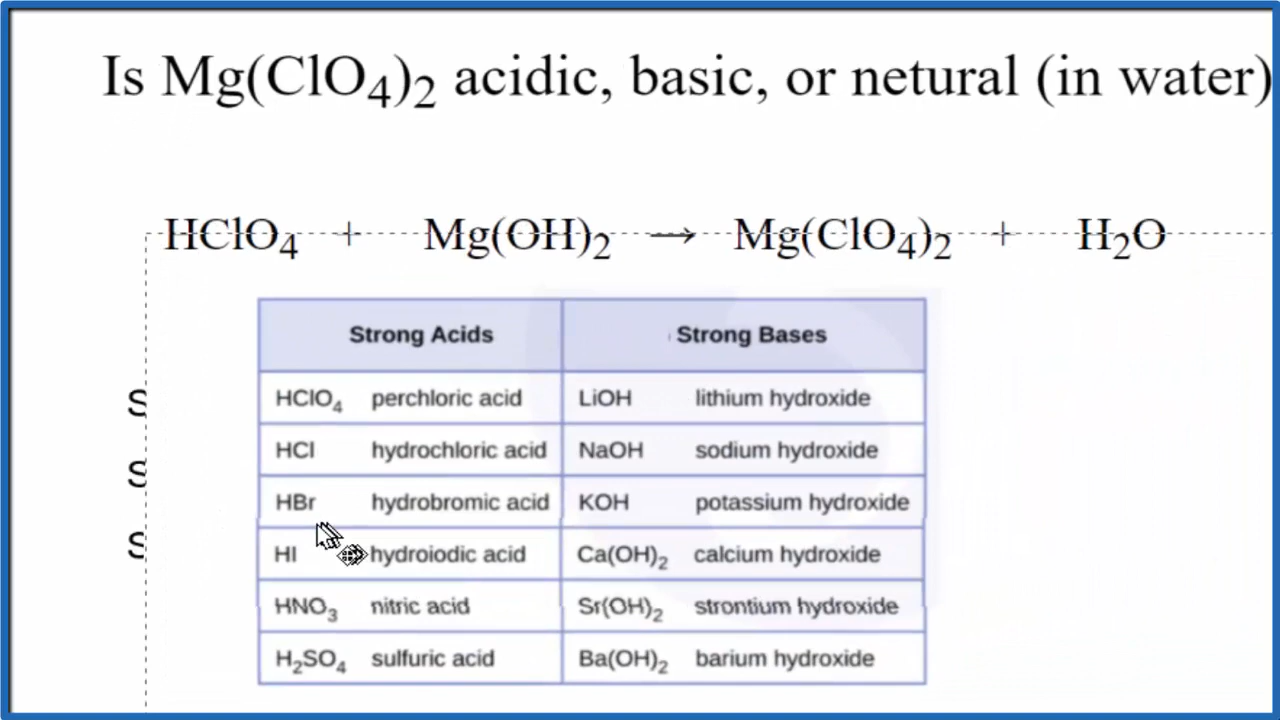 Is Mg(ClO₄)₂ acidic, basic, or netural (in water)
HClO₄ + Mg(OH)₂ → Mg(ClO₄)₂ + H₂O
Strong Acids Strong Bases
HClO₄ perchloric acid LiOH lithium hydroxide
HCl hydrochloric acid NaOH sodium hydroxide
HBr hydrobromic acid KOH potassium hydroxide
HI hydroiodic acid Ca(OH)₂ calcium hydroxide
HNO₃ nitric acid Sr(OH)₂ strontium hydroxide
H₂SO₄ sulfuric acid Ba(OH)₂ barium hydroxide